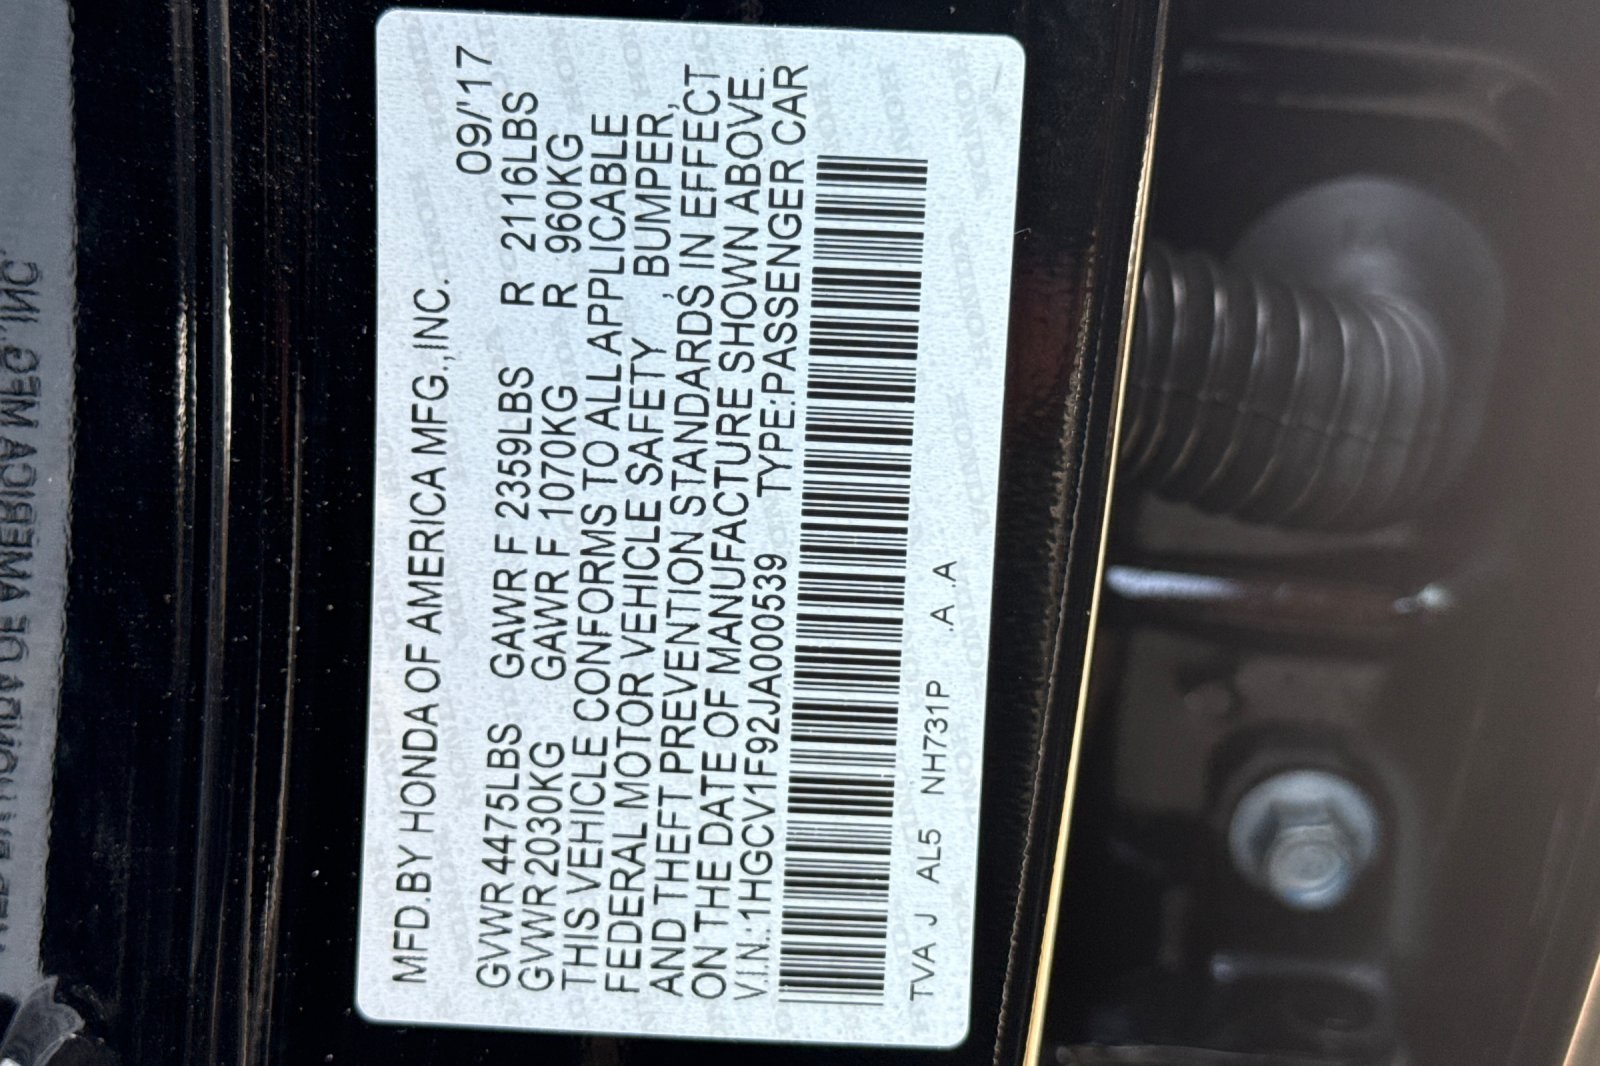 MFD.BY HONDA OF AMERICA MFG.,INC. 09/'17
GVWR 4475LBS GAWR F 2359LBS R 2116LBS
GVWR 2030KG GAWR F 1070KG R 960KG
THIS VEHICLE CONFORMS TO ALL APPLICABLE
FEDERAL MOTOR VEHICLE SAFETY , BUMPER,
AND THEFT PREVENTION STANDARDS IN EFFECT
ON THE DATE OF MANUFACTURE SHOWN ABOVE.
V.I.N.:1HGCV1F92JA000539 TYPE:PASSENGER CAR
TVA J AL5 NH731P .A .A